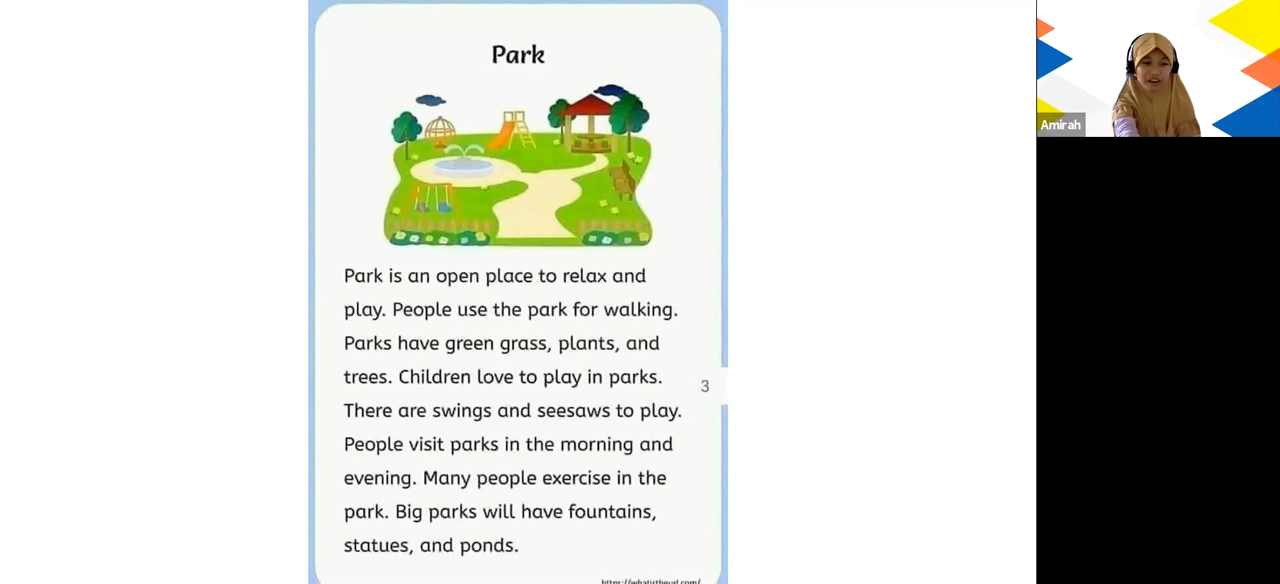 Park
Park is an open place to relax and
play. People use the park for walking.
Parks have green grass, plants, and
trees. Children love to play in parks.
There are swings and seesaws to play.
People visit parks in the morning and
evening. Many people exercise in the
park. Big parks will have fountains,
statues, and ponds.
3
Amirah